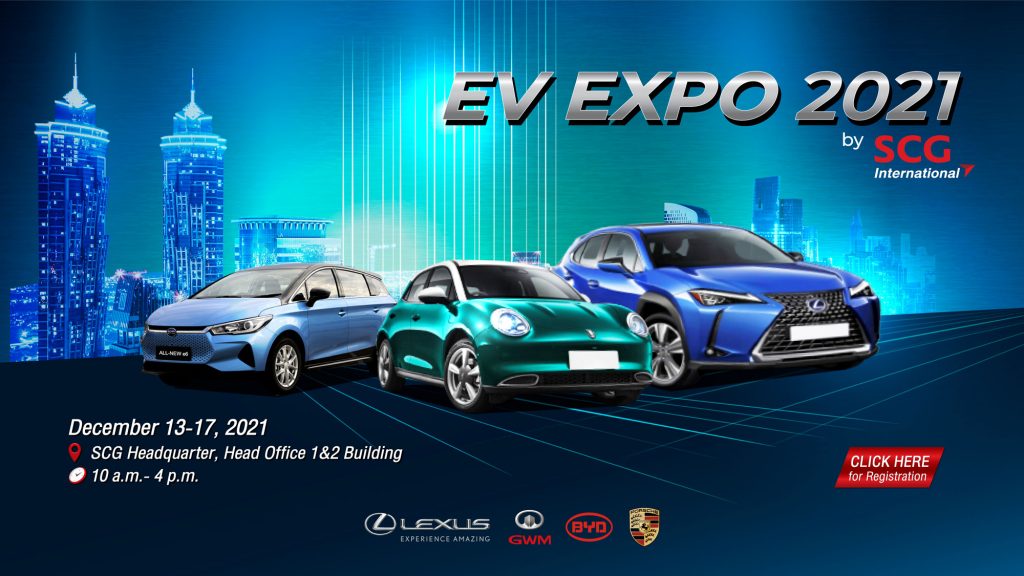 EV EXPO 2021
by SCG
International
ALL-NEW e6
December 13-17, 2021
SCG Headquarter, Head Office 1&2 Building
10 a.m.- 4 p.m.
CLICK HERE
for Registration
LEXUS
EXPERIENCE AMAZING
GWM
BYD
PORSCHE